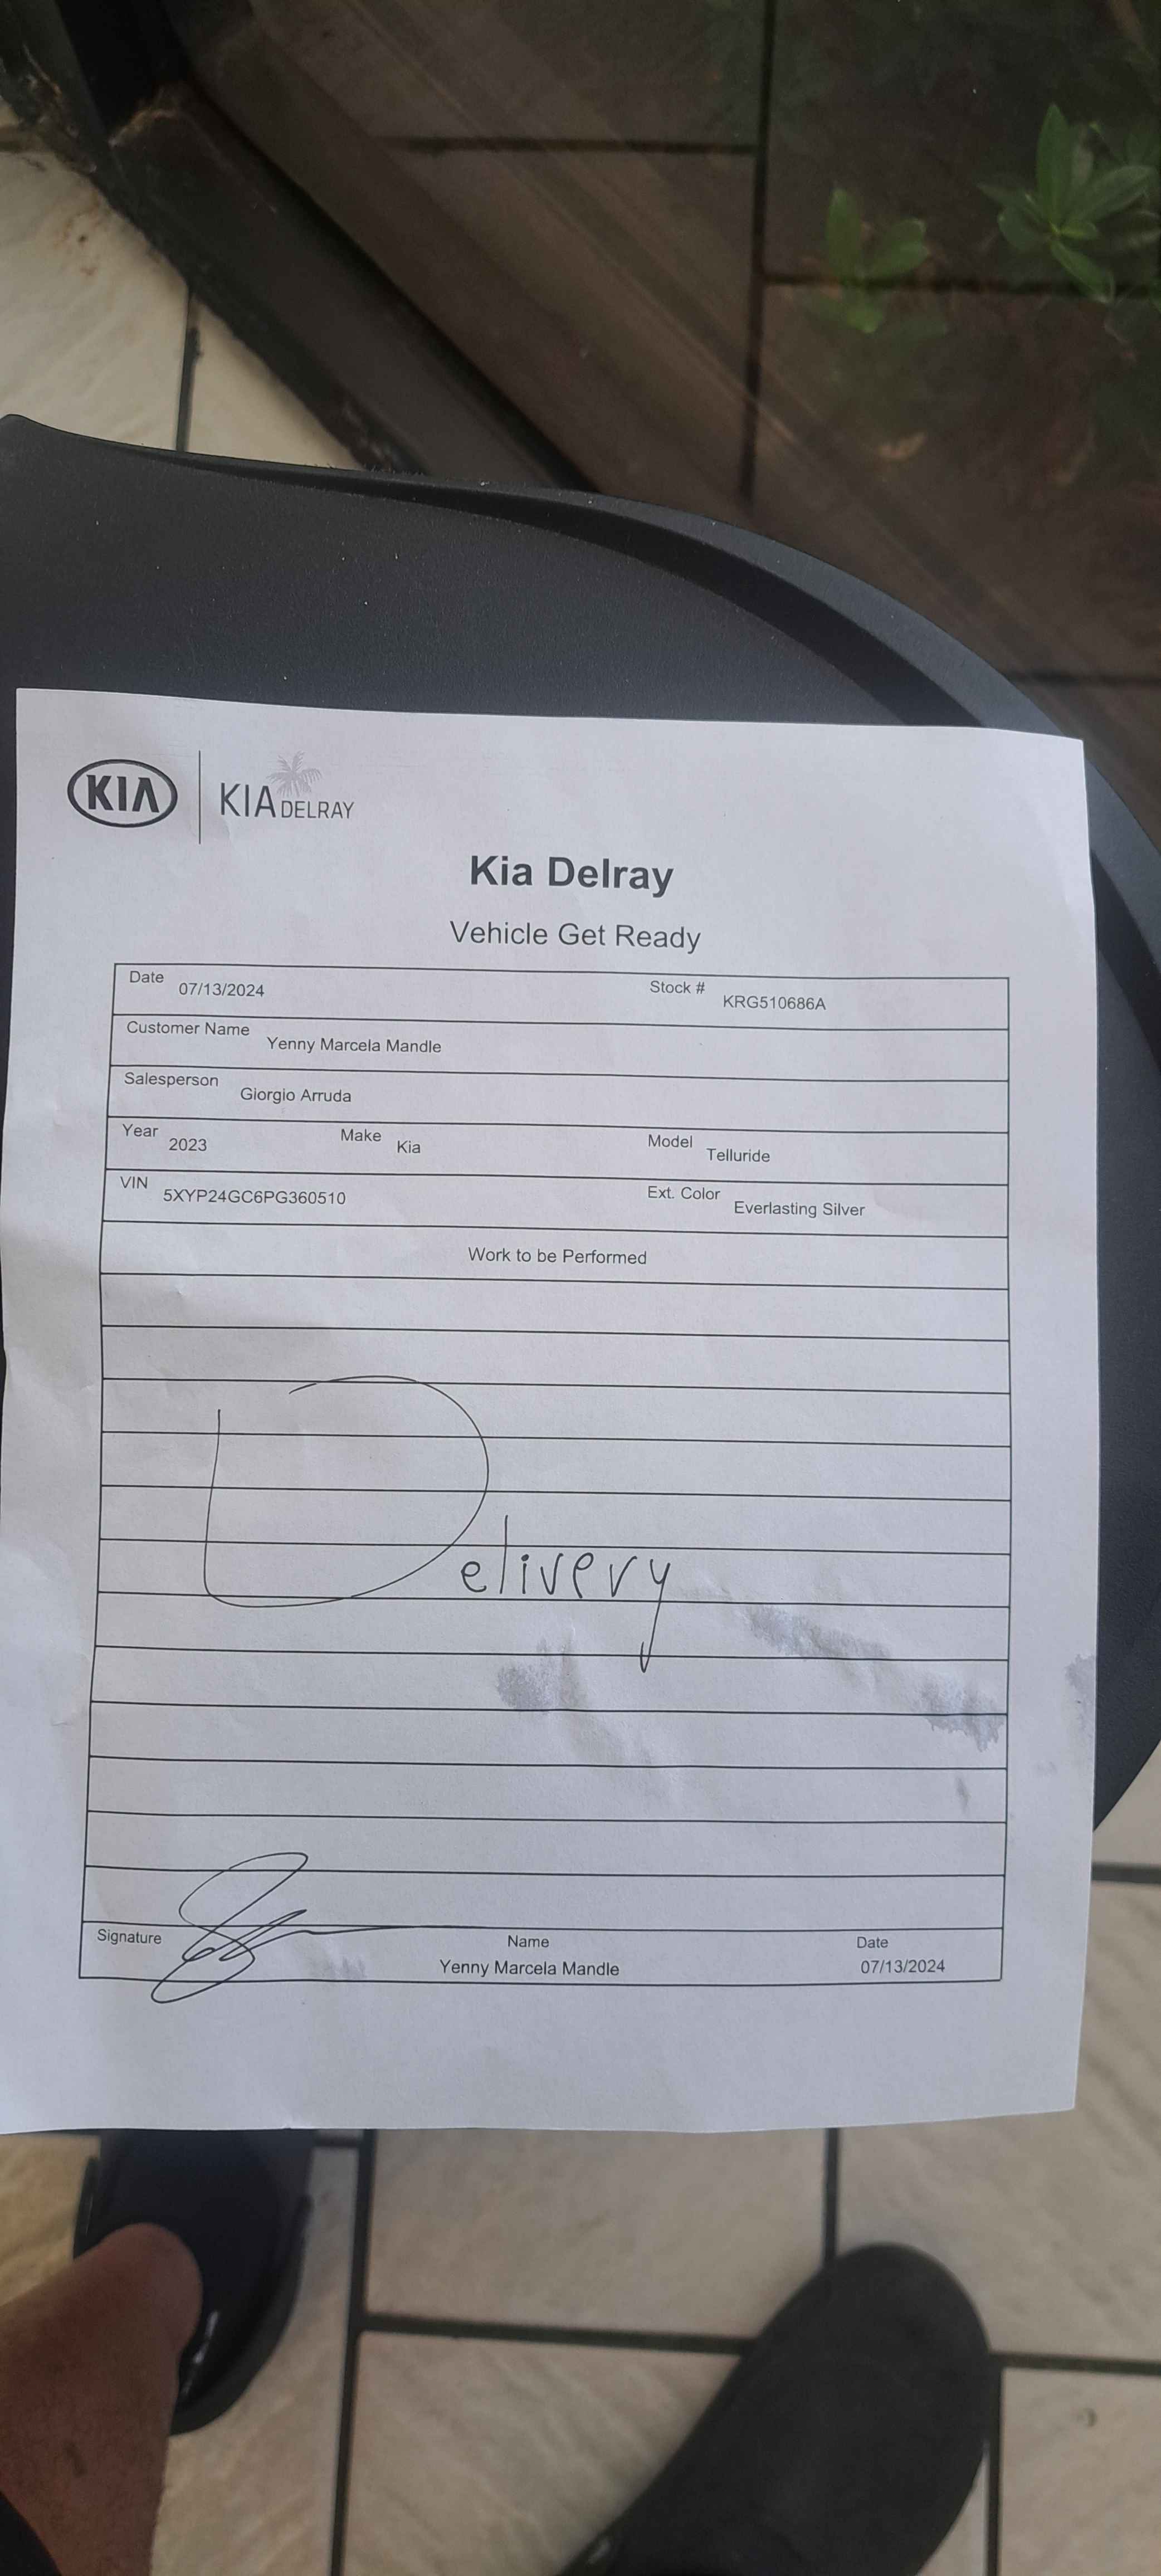 KIA KIA DELRAY
Kia Delray
Vehicle Get Ready
Date 07/13/2024 Stock # KRG510686A
Customer Name Yenny Marcela Mandle
Salesperson Giorgio Arruda
Year 2023 Make Kia Model Telluride
VIN 5XYP24GC6PG360510 Ext. Color Everlasting Silver
Work to be Performed
Delivery
Signature Name Date
Yenny Marcela Mandle 07/13/2024